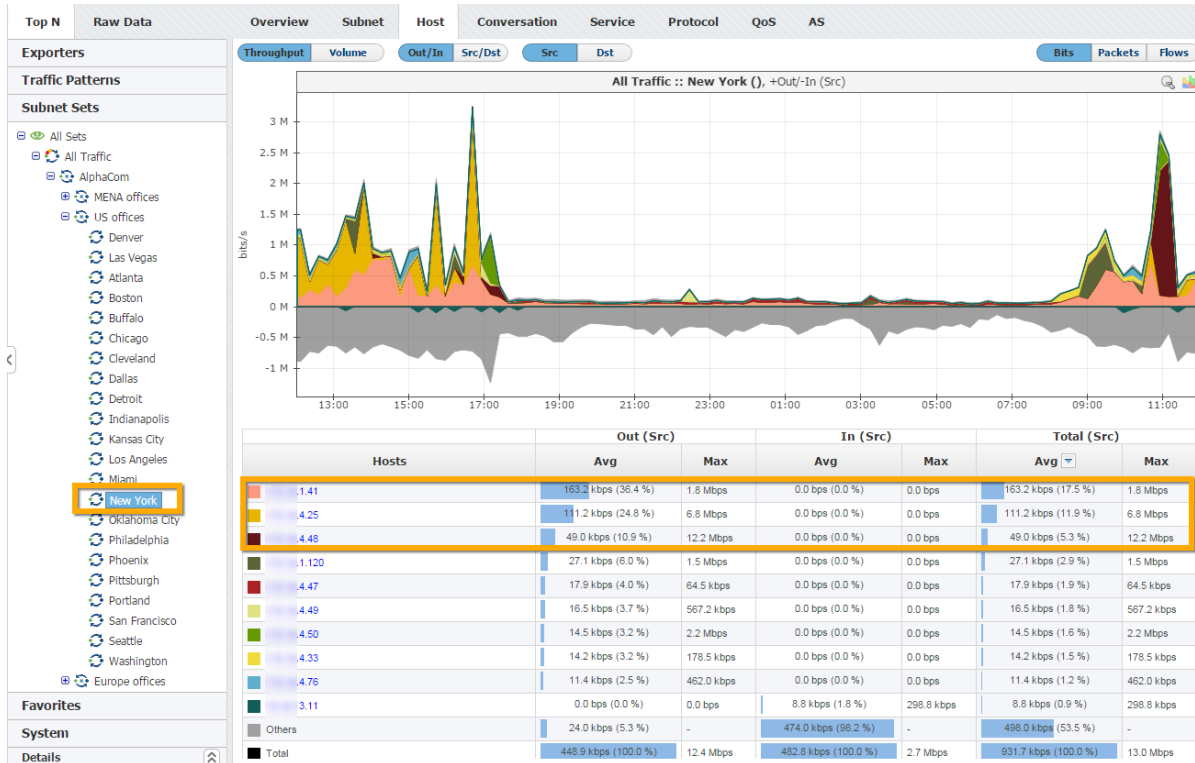 Top N Raw Data Overview Subnet Host Conversation Service Protocol QoS AS
Exporters
Traffic Patterns
Subnet Sets
All Sets
All Traffic
AlphaCom
MENA offices
US offices
Denver
Las Vegas
Atlanta
Boston
Buffalo
Chicago
Cleveland
Dallas
Detroit
Indianapolis
Kansas City
Los Angeles
Miami
New York
Oklahoma City
Philadelphia
Phoenix
Pittsburgh
Portland
San Francisco
Seattle
Washington
Europe offices
Favorites
System
Details
Throughput Volume Out/In Src/Dst Src Dst Bits Packets Flows
All Traffic :: New York (), +Out/-In (Src)
bits/s
3 M
2.5 M
2 M
1.5 M
1 M
0.5 M
0 M
-0.5 M
-1 M
13:00 15:00 17:00 19:00 21:00 23:00 01:00 03:00 05:00 07:00 09:00 11:00
Out (Src) In (Src) Total (Src)
Hosts Avg Max Avg Max Avg Max
.1.41 163.2 kbps (36.4 %) 1.8 Mbps 0.0 bps (0.0 %) 0.0 bps 163.2 kbps (17.5 %) 1.8 Mbps
.4.25 111.2 kbps (24.8 %) 6.8 Mbps 0.0 bps (0.0 %) 0.0 bps 111.2 kbps (11.9 %) 6.8 Mbps
.4.48 49.0 kbps (10.9 %) 12.2 Mbps 0.0 bps (0.0 %) 0.0 bps 49.0 kbps (5.3 %) 12.2 Mbps
.1.120 27.1 kbps (6.0 %) 1.5 Mbps 0.0 bps (0.0 %) 0.0 bps 27.1 kbps (2.9 %) 1.5 Mbps
.4.47 17.9 kbps (4.0 %) 64.5 kbps 0.0 bps (0.0 %) 0.0 bps 17.9 kbps (1.9 %) 64.5 kbps
.4.49 16.5 kbps (3.7 %) 567.2 kbps 0.0 bps (0.0 %) 0.0 bps 16.5 kbps (1.8 %) 567.2 kbps
.4.50 14.5 kbps (3.2 %) 2.2 Mbps 0.0 bps (0.0 %) 0.0 bps 14.5 kbps (1.6 %) 2.2 Mbps
.4.33 14.2 kbps (3.2 %) 178.5 kbps 0.0 bps (0.0 %) 0.0 bps 14.2 kbps (1.5 %) 178.5 kbps
.4.76 11.4 kbps (2.5 %) 462.0 kbps 0.0 bps (0.0 %) 0.0 bps 11.4 kbps (1.2 %) 462.0 kbps
3.11 0.0 bps (0.0 %) 0.0 bps 8.8 kbps (1.8 %) 298.8 kbps 8.8 kbps (0.9 %) 298.8 kbps
Others 24.0 kbps (5.3 %) - 474.0 kbps (98.2 %) - 498.0 kbps (53.5 %) -
Total 448.9 kbps (100.0 %) 12.4 Mbps 482.8 kbps (100.0 %) 2.7 Mbps 931.7 kbps (100.0 %) 13.0 Mbps